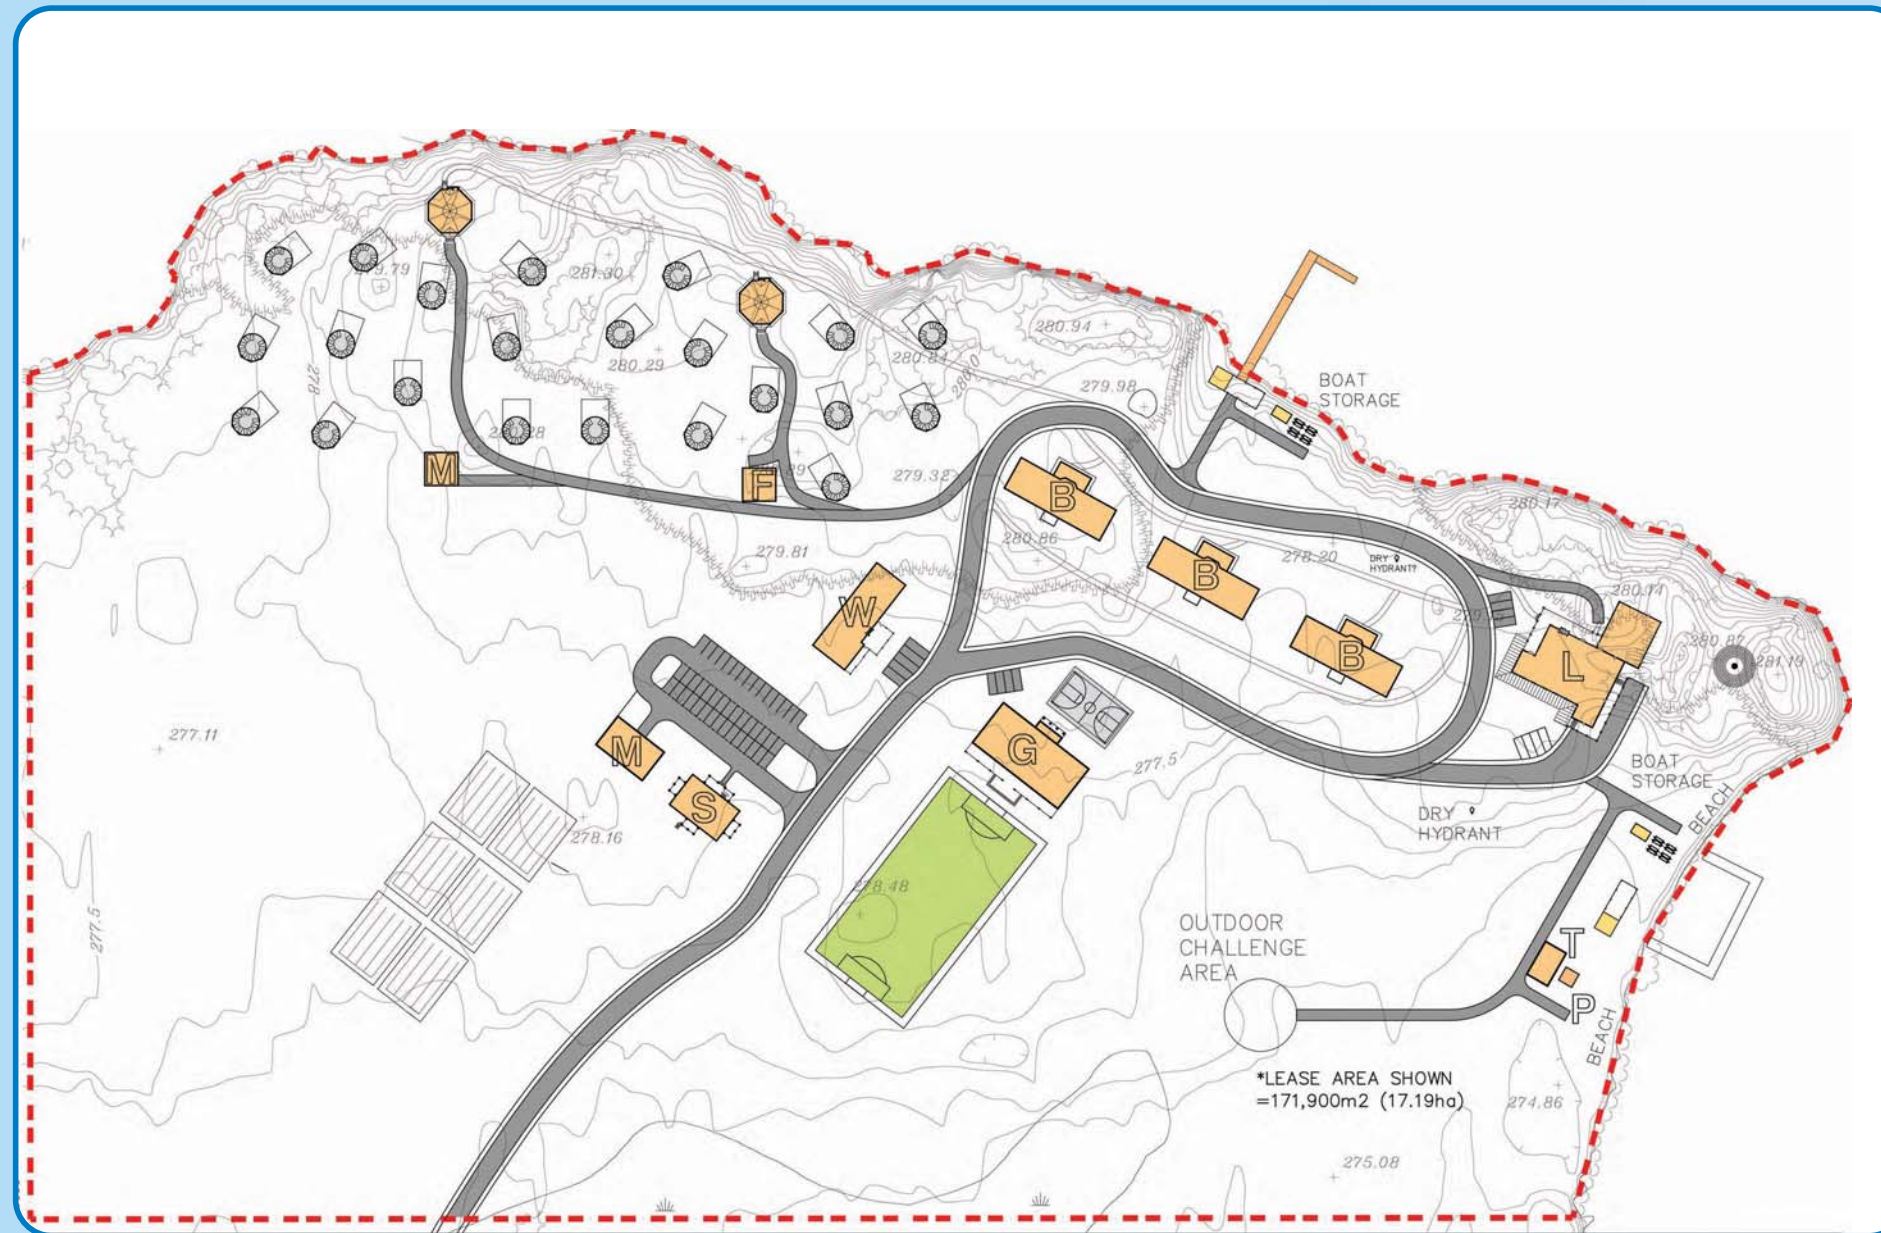 279.79
281.30
280.94
BOAT
STORAGE
280.84
280.29
279.98
278
M
F
279.32
B
280.17
280.86
279.81
B
278.20
DRY
HYDRANT?
W
280.14
B
L
280.87
281.19
277.11
M
G
277.5
BOAT
STORAGE
BEACH
S
278.16
DRY
HYDRANT
278.48
277.5
OUTDOOR
CHALLENGE
AREA
T
P
BEACH
*LEASE AREA SHOWN
=171,900m2 (17.19ha)
274.86
275.08